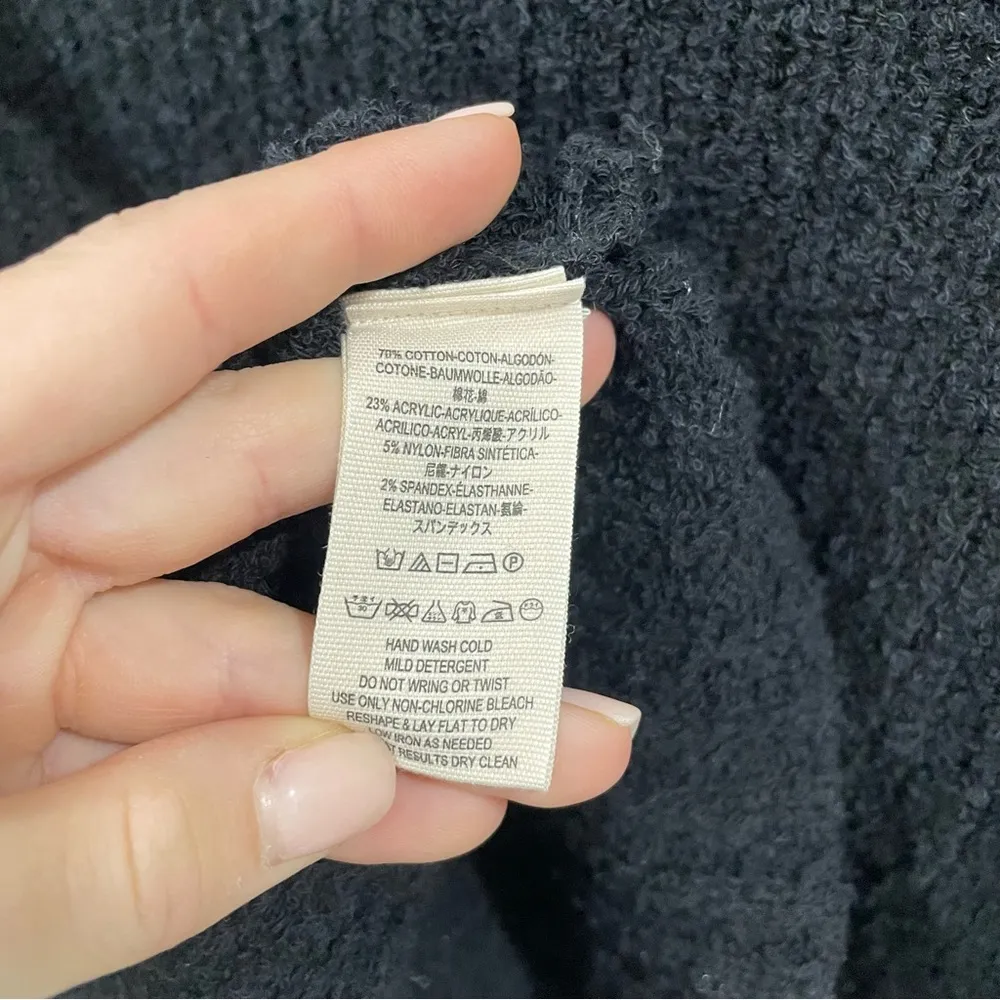 70% COTTON-COTON-ALGODÓN-
COTONE-BAUMWOLLE-ALGODÃO-
棉花-綿
23% ACRYLIC-ACRYLIQUE-ACRÍLICO-
ACRILICO-ACRYL-丙烯酸-アクリル
5% NYLON-FIBRA SINTÉTICA-
尼龍-ナイロン
2% SPANDEX-ÉLASTHANNE-
ELASTANO-ELASTAN-氨綸-
スパンデックス
P
HAND WASH COLD
MILD DETERGENT
DO NOT WRING OR TWIST
USE ONLY NON-CHLORINE BLEACH
RESHAPE & LAY FLAT TO DRY
LOW IRON AS NEEDED
RESULTS DRY CLEAN